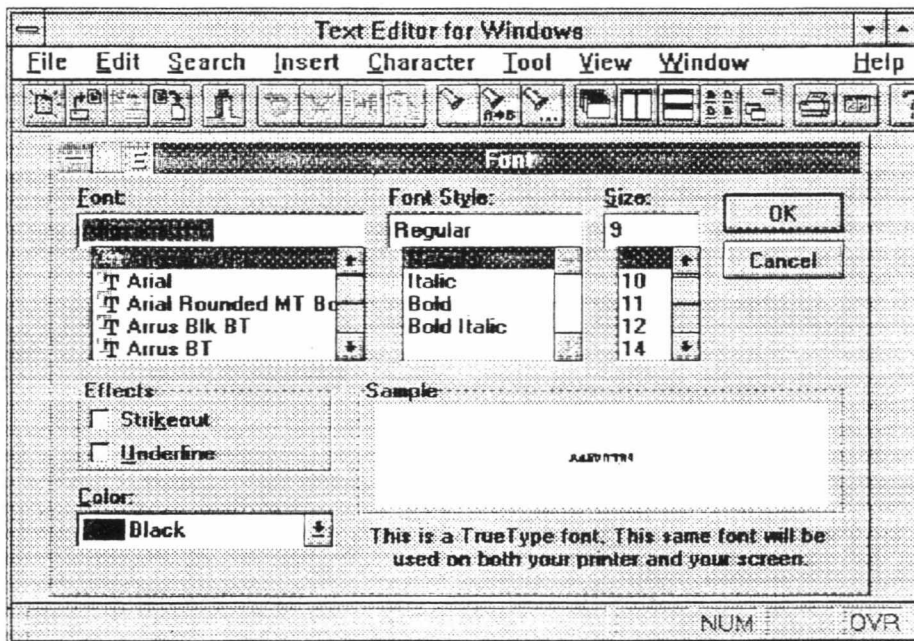 Text Editor for Windows
File Edit Search Insert Character Tool View Window Help
Font
Font: Font Style: Size:
Regular 9
OK
Cancel
Arial Italic 10
Arial Rounded MT Bo Bold 11
Arrus Blk BT Bold Italic 12
Arrus BT 14
Effects
Strikeout
Underline
Sample
Color:
Black
This is a TrueType font. This same font will be
used on both your printer and your screen.
NUM OVR